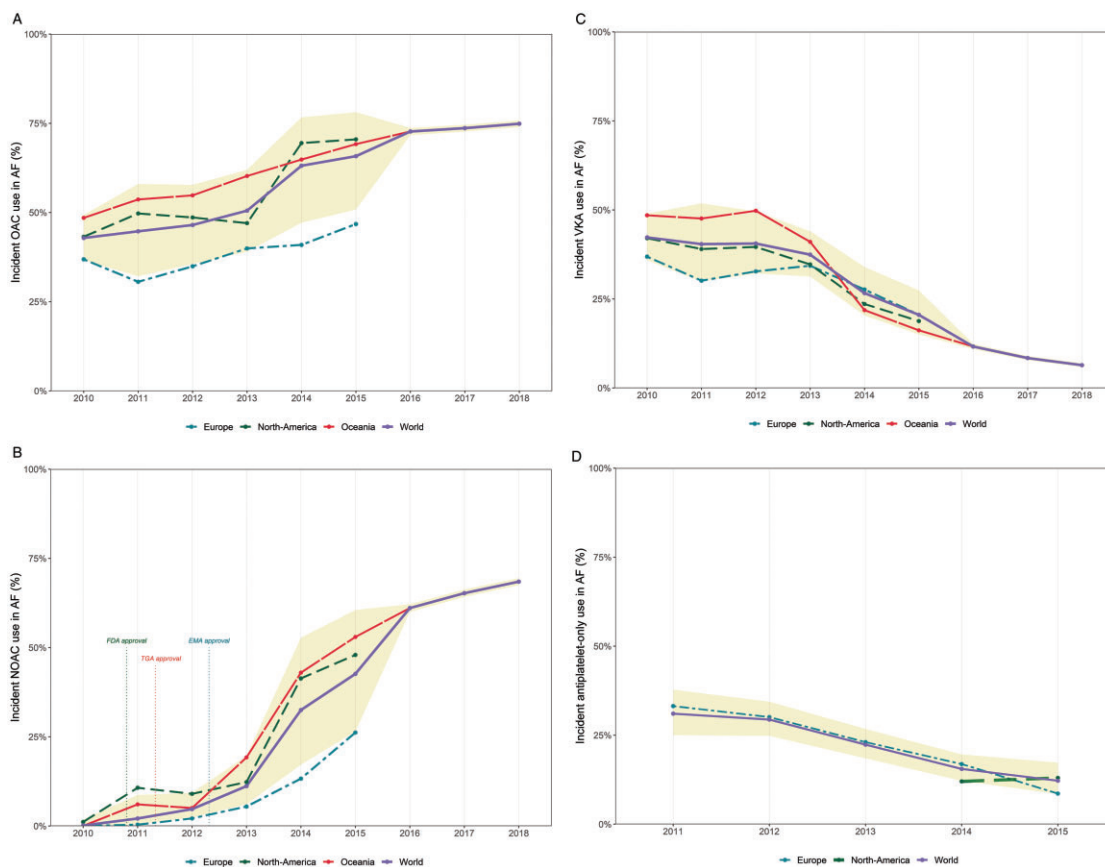 A
100%
75%
50%
25%
0%
Incident OAC use in AF (%)
2010 2011 2012 2013 2014 2015 2016 2017 2018
Europe North-America Oceania World
B
100%
75%
50%
25%
0%
Incident NOAC use in AF (%)
FDA approval
TGA approval
EMA approval
2010 2011 2012 2013 2014 2015 2016 2017 2018
Europe North-America Oceania World
C
100%
75%
50%
25%
0%
Incident VKA use in AF (%)
2010 2011 2012 2013 2014 2015 2016 2017 2018
Europe North-America Oceania World
D
100%
75%
50%
25%
0%
Incident antiplatelet-only use in AF (%)
2011 2012 2013 2014 2015
Europe North-America World